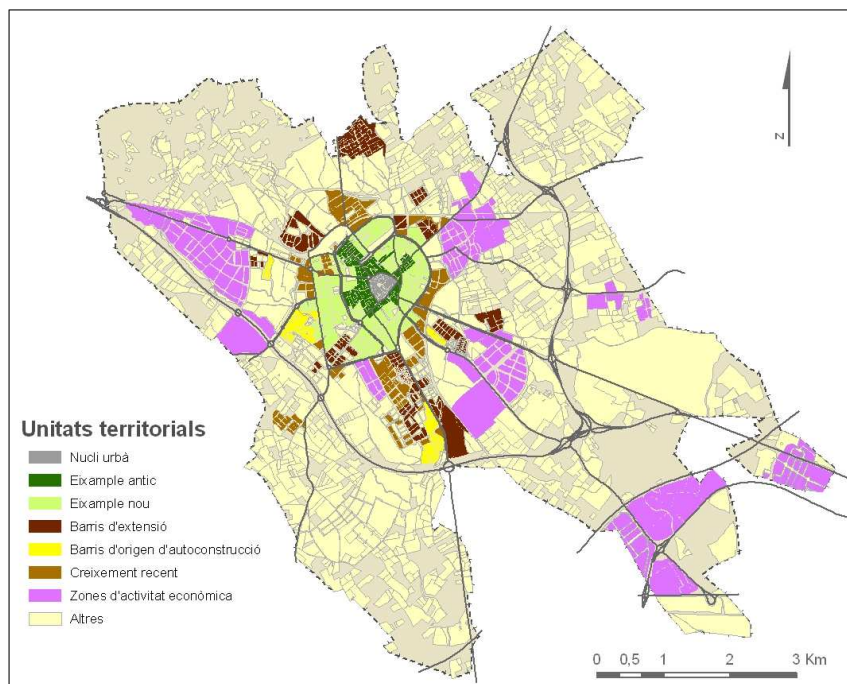 N
Unitats territorials
Nucli urbà
Eixample antic
Eixample nou
Barris d'extensió
Barris d'origen d'autoconstrucció
Creixement recent
Zones d'activitat económica
Altres
0 0,5 1 2 3 Km